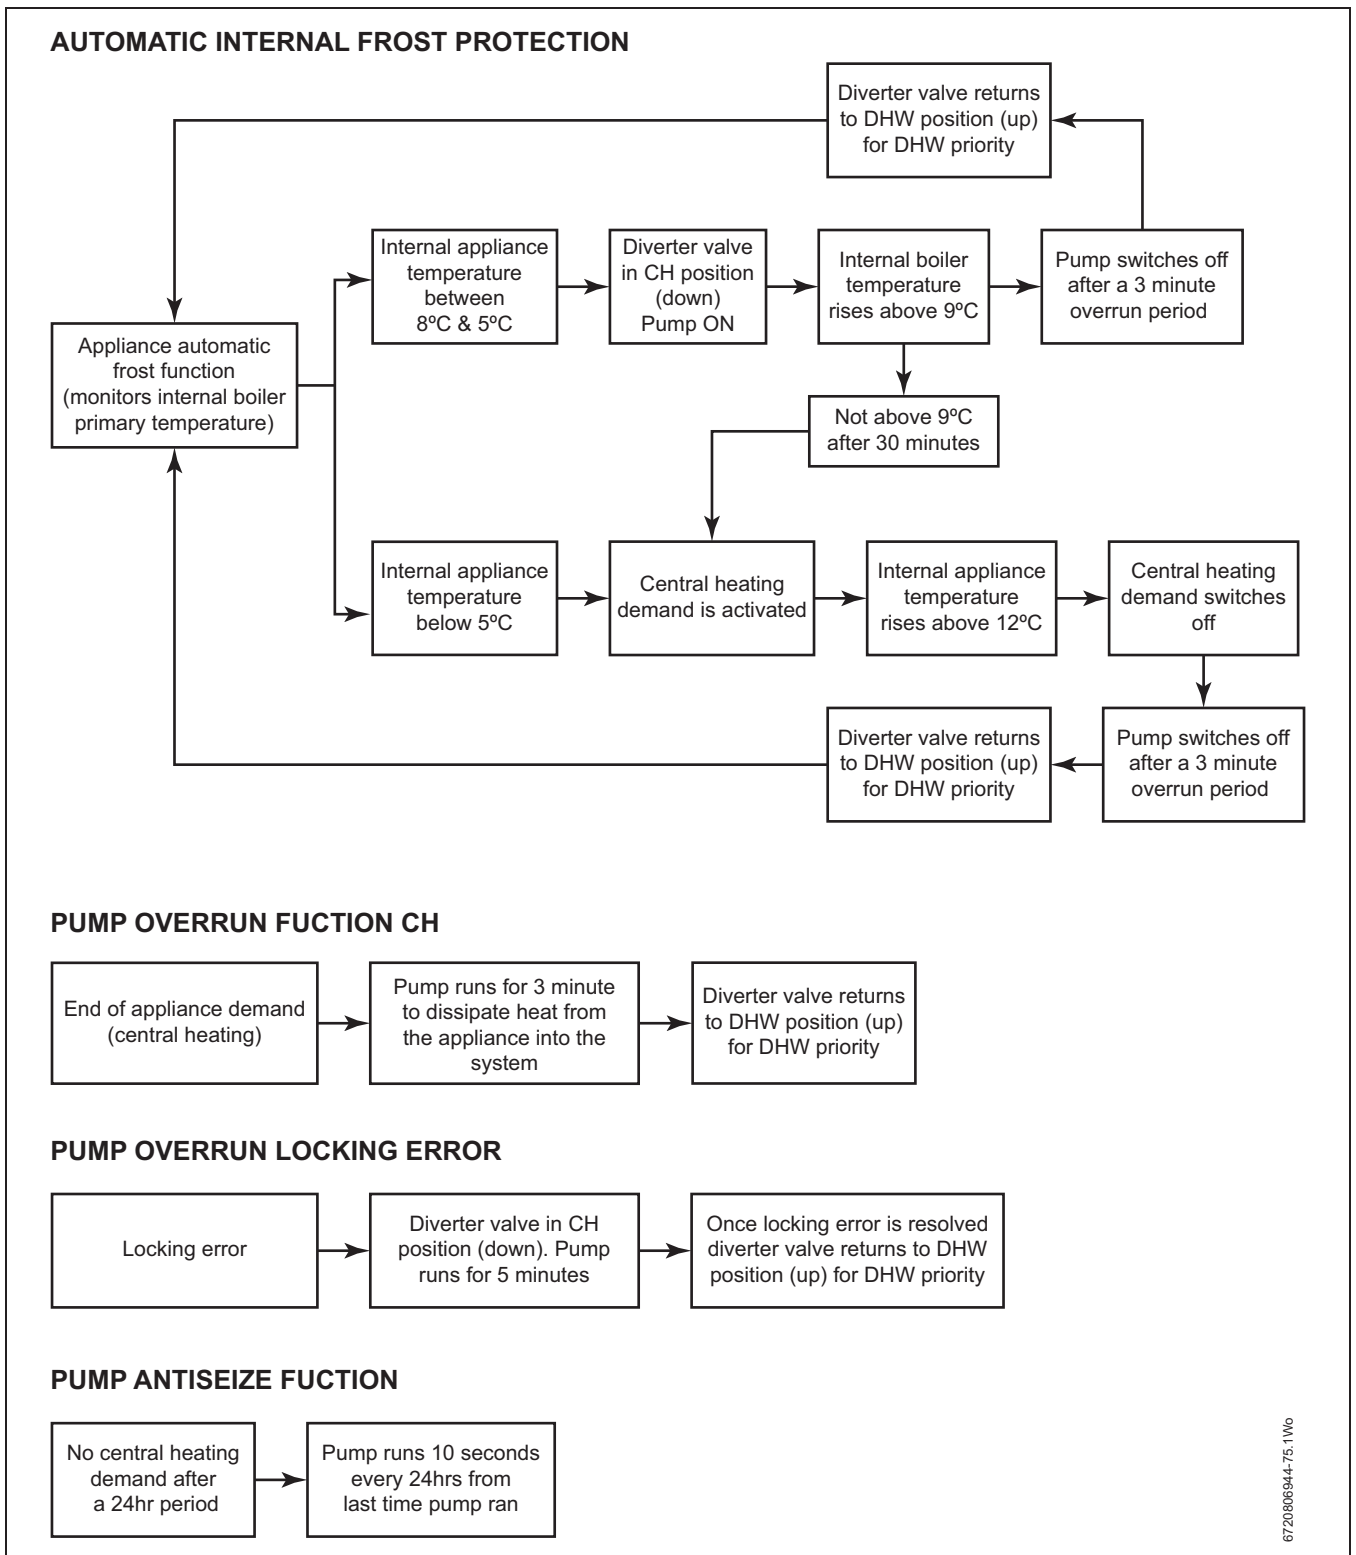 AUTOMATIC INTERNAL FROST PROTECTION
Diverter valve returns
to DHW position (up)
for DHW priority
Internal appliance
temperature
between
8ºC & 5ºC
Diverter valve
in CH position
(down)
Pump ON
Internal boiler
temperature
rises above 9ºC
Pump switches off
after a 3 minute
overrun period
Appliance automatic
frost function
(monitors internal boiler
primary temperature)
Not above 9ºC
after 30 minutes
Internal appliance
temperature
below 5ºC
Central heating
demand is activated
Internal appliance
temperature
rises above 12ºC
Central heating
demand switches
off
Diverter valve returns
to DHW position (up)
for DHW priority
Pump switches off
after a 3 minute
overrun period
PUMP OVERRUN FUCTION CH
End of appliance demand
(central heating)
Pump runs for 3 minute
to dissipate heat from
the appliance into the
system
Diverter valve returns
to DHW position (up)
for DHW priority
PUMP OVERRUN LOCKING ERROR
Locking error
Diverter valve in CH
position (down). Pump
runs for 5 minutes
Once locking error is resolved
diverter valve returns to DHW
position (up) for DHW priority
PUMP ANTISEIZE FUCTION
No central heating
demand after
a 24hr period
Pump runs 10 seconds
every 24hrs from
last time pump ran
6720806944-75.1Wo